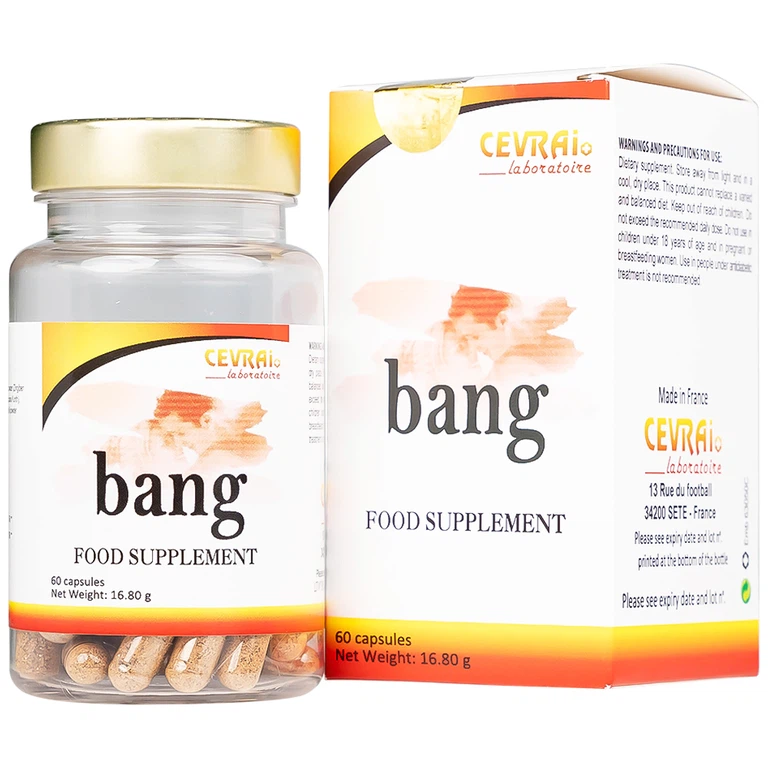 CEVRAi
laboratoire
bang
FOOD SUPPLEMENT
60 capsules
Net Weight: 16.80 g
CEVRAi
laboratoire
bang
FOOD SUPPLEMENT
60 capsules
Net Weight: 16.80 g
WARNINGS AND PRECAUTIONS FOR USE:
Dietary supplement. Store away from light and in a
cool, dry place. This product cannot replace a varied
and balanced diet. Keep out of reach of children. Do
not exceed the recommended daily dose. Do not use in
children under 18 years of age and in pregnant or
breastfeeding women. Use in people under antidiabetic
treatment is not recommended
Made in France
CEVRAi
laboratoire
13 Rue du football
34200 SETE - France
Please see expiry date and lot n°.
printed at the bottom of the bottle
Please see expiry date and lot n°.